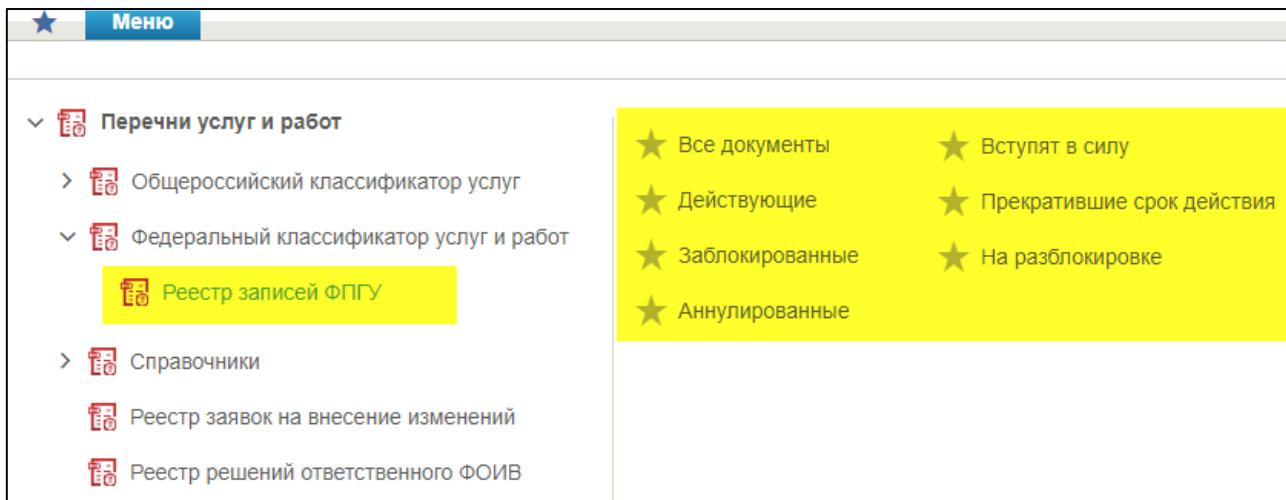 Меню
Перечни услуг и работ
Общероссийский классификатор услуг
Федеральный классификатор услуг и работ
Реестр записей ФПГУ
Справочники
Реестр заявок на внесение изменений
Реестр решений ответственного ФОИВ
Все документы
Вступят в силу
Действующие
Прекратившие срок действия
Заблокированные
На разблокировке
Аннулированные